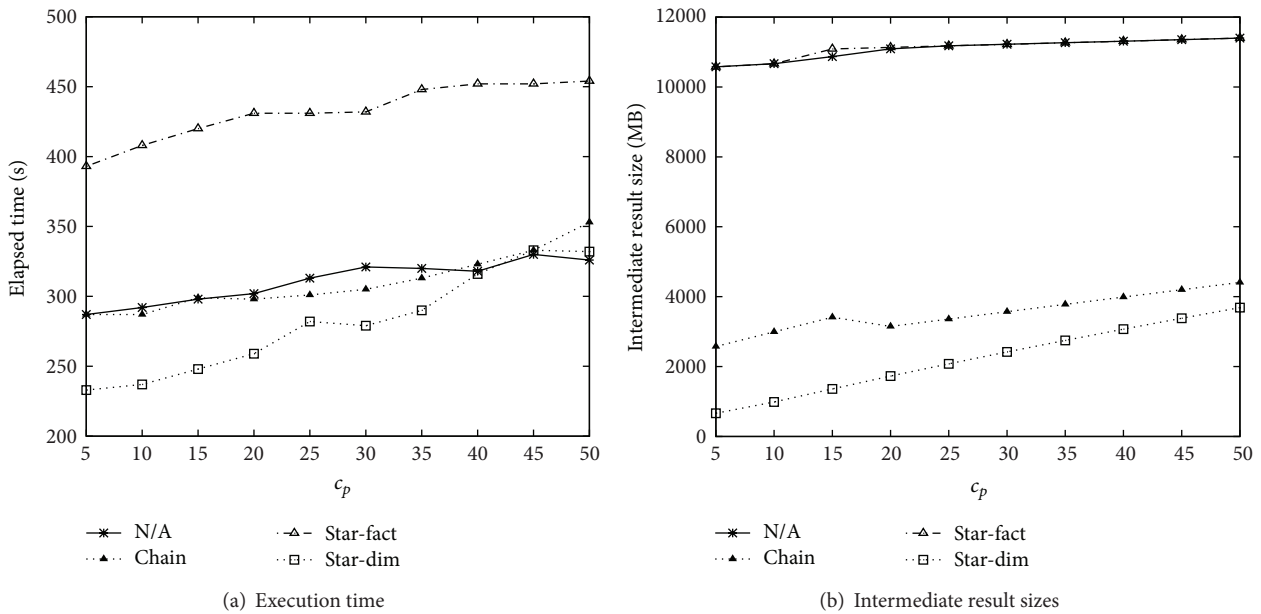 500
450
400
350
300
250
200
Elapsed time (s)
5 10 15 20 25 30 35 40 45 50
c_p
N/A
Chain
Star-fact
Star-dim
(a) Execution time
12000
10000
8000
6000
4000
2000
0
Intermediate result size (MB)
5 10 15 20 25 30 35 40 45 50
c_p
N/A
Chain
Star-fact
Star-dim
(b) Intermediate result sizes